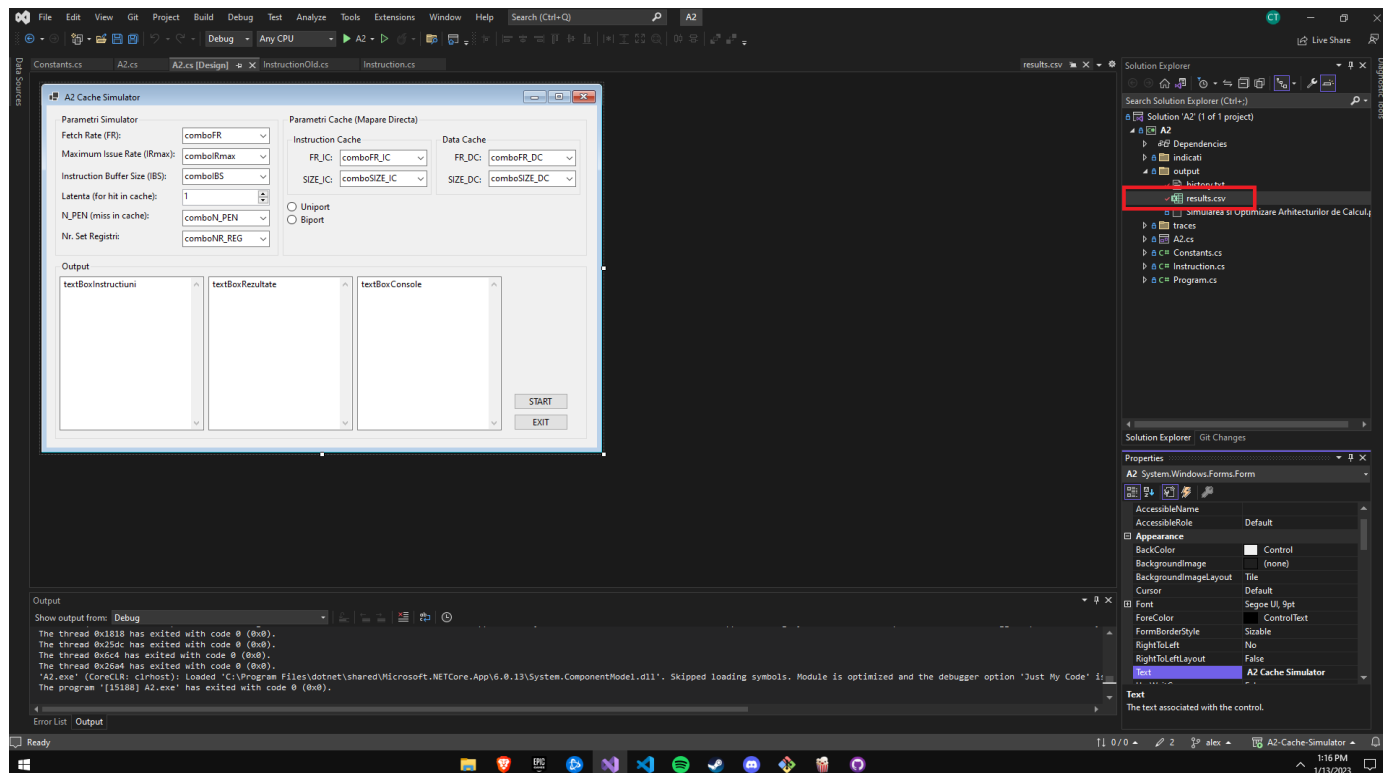 File Edit View Git Project Build Debug Test Analyze Tools Extensions Window Help Search (Ctrl+Q) A2 CT
Debug Any CPU A2 Live Share
Data Sources
Constants.cs A2.cs A2.cs [Design] InstructionOld.cs Instruction.cs results.csv
A2 Cache Simulator
Parametri Simulator
Fetch Rate (FR): comboFR
Maximum Issue Rate (IRmax): comboIRmax
Instruction Buffer Size (IBS): comboIBS
Latenta (for hit in cache): 1
N_PEN (miss in cache): comboN_PEN
Nr. Set Registri: comboNR_REG
Parametri Cache (Mapare Directa)
Instruction Cache
FR_IC: comboFR_IC
SIZE_IC: comboSIZE_IC
Data Cache
FR_DC: comboFR_DC
SIZE_DC: comboSIZE_DC
Uniport
Biport
Output
textBoxInstructiuni textBoxRezultate textBoxConsole
START
EXIT
Solution Explorer
Search Solution Explorer (Ctrl+;)
Solution 'A2' (1 of 1 project)
A2
Dependencies
indicati
output
history.txt
results.csv
Simularea si Optimizare Arhitecturilor de Calcul.p
traces
A2.cs
C# Constants.cs
C# Instruction.cs
C# Program.cs
Diagnostic Tools
Solution Explorer Git Changes
Properties
A2 System.Windows.Forms.Form
AccessibleName
AccessibleRole Default
Appearance
BackColor Control
BackgroundImage (none)
BackgroundImageLayout Tile
Cursor Default
Font Segoe UI, 9pt
ForeColor ControlText
FormBorderStyle Sizable
RightToLeft No
RightToLeftLayout False
Text A2 Cache Simulator
Text
The text associated with the control.
Output
Show output from: Debug
The thread 0x1818 has exited with code 0 (0x0).
The thread 0x25dc has exited with code 0 (0x0).
The thread 0x6c4 has exited with code 0 (0x0).
The thread 0x26a4 has exited with code 0 (0x0).
'A2.exe' (CoreCLR: clrhost): Loaded 'C:\Program Files\dotnet\shared\Microsoft.NETCore.App\6.0.13\System.ComponentModel.dll'. Skipped loading symbols. Module is optimized and the debugger option 'Just My Code' i
The program '[15188] A2.exe' has exited with code 0 (0x0).
Error List Output
Ready 0 / 0 2 alex A2-Cache-Simulator
EPIC GAMES
1:16 PM
1/13/2023